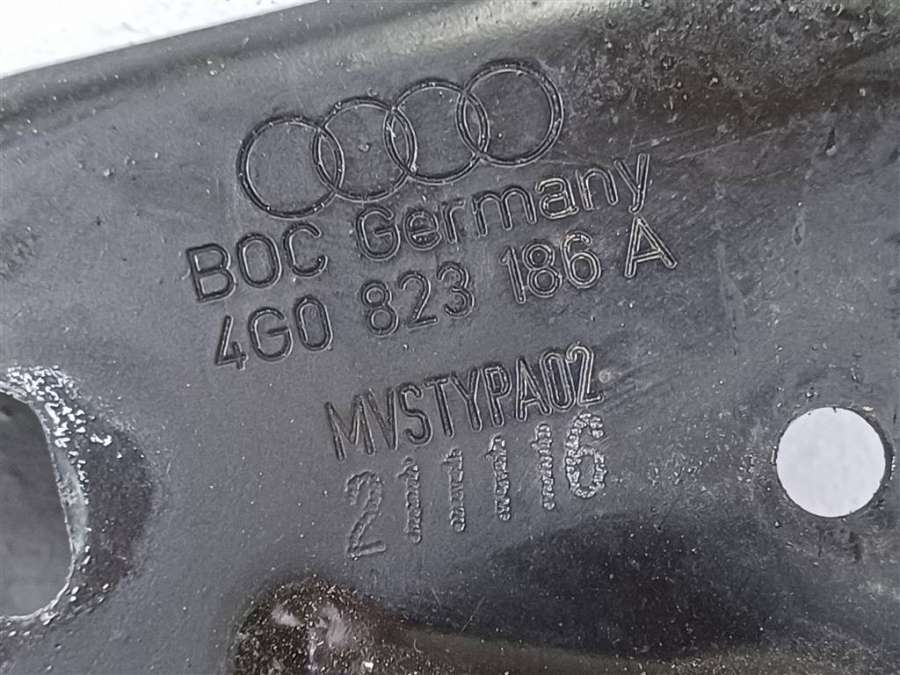 BOC Germany
4G0 823 186 A
MVSTYPA02
211116